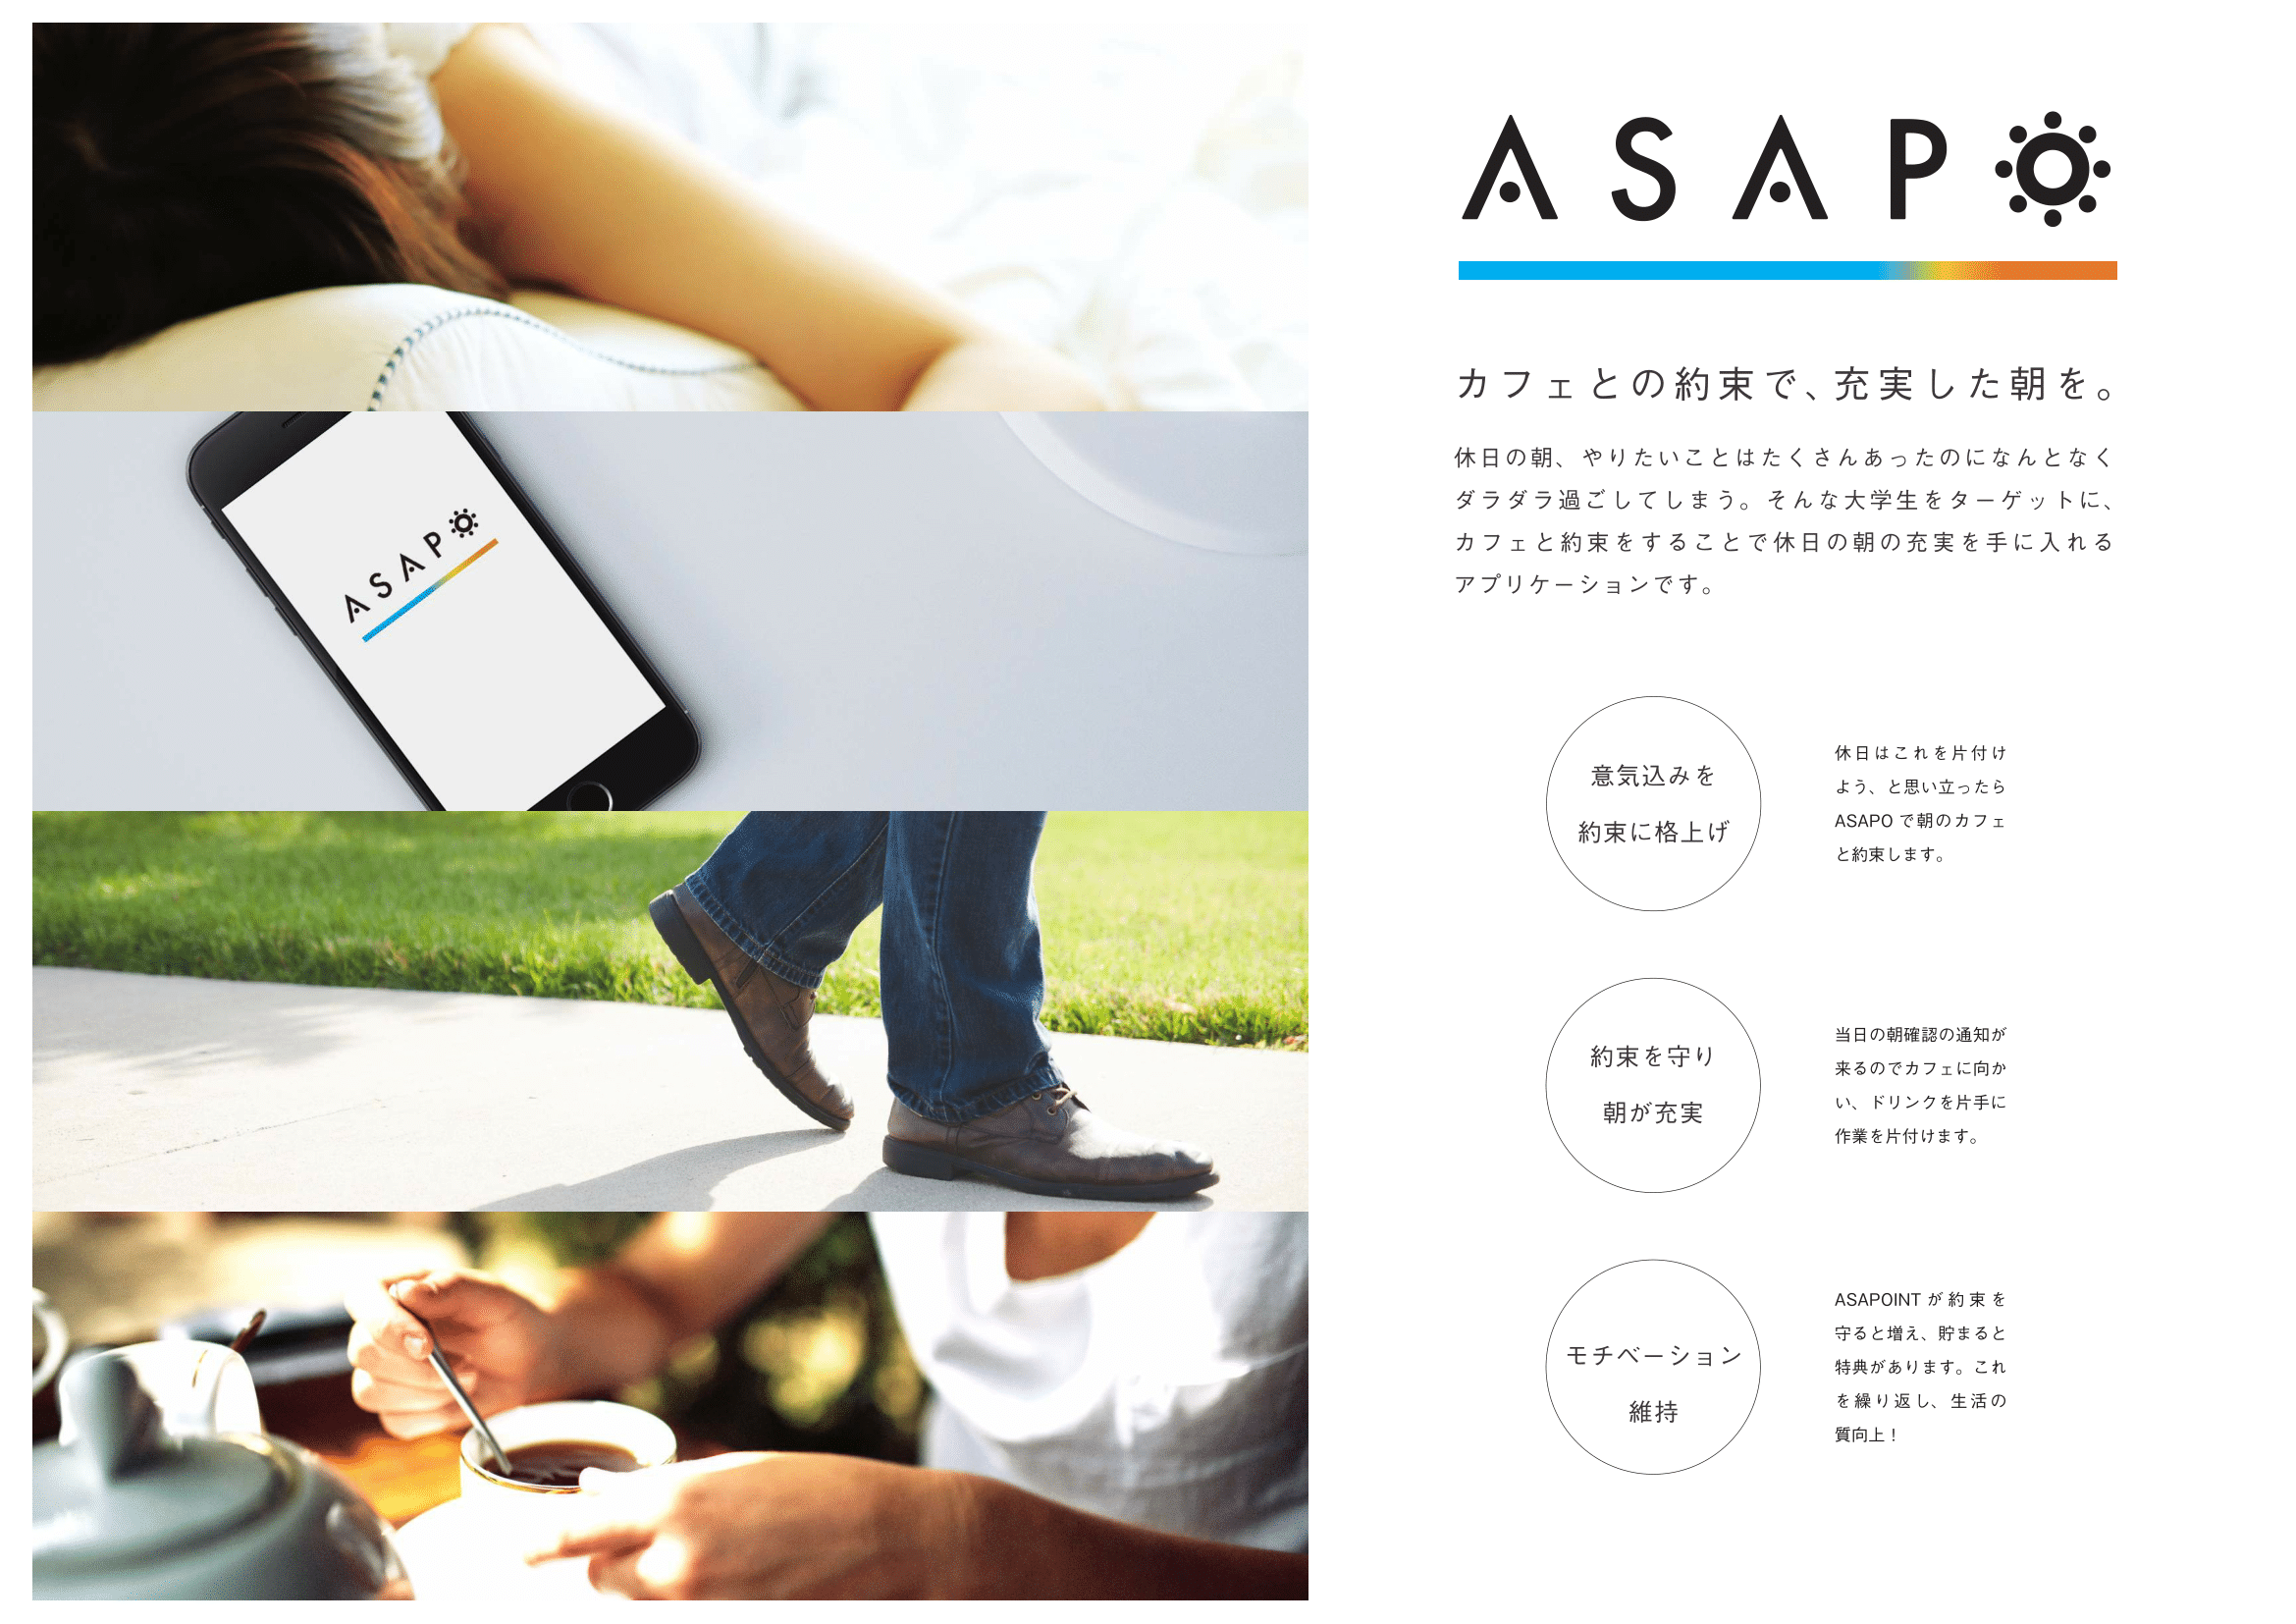 ASAPO
カフェとの約束で、充実した朝を。
休日の朝、やりたいことはたくさんあったのになんとなく
ダラダラ過ごしてしまう。そんな大学生をターゲットに、
カフェと約束をすることで休日の朝の充実を手に入れる
アプリケーションです。
意気込みを
約束に格上げ
休日はこれを片付け
よう、と思い立ったら
ASAPO で朝のカフェ
と約束します。
約束を守り
朝が充実
当日の朝確認の通知が
来るのでカフェに向か
い、ドリンクを片手に
作業を片付けます。
モチベーション
維持
ASAPOINT が約束を
守ると増え、貯まると
特典があります。これ
を繰り返し、生活の
質向上！
ASAPO